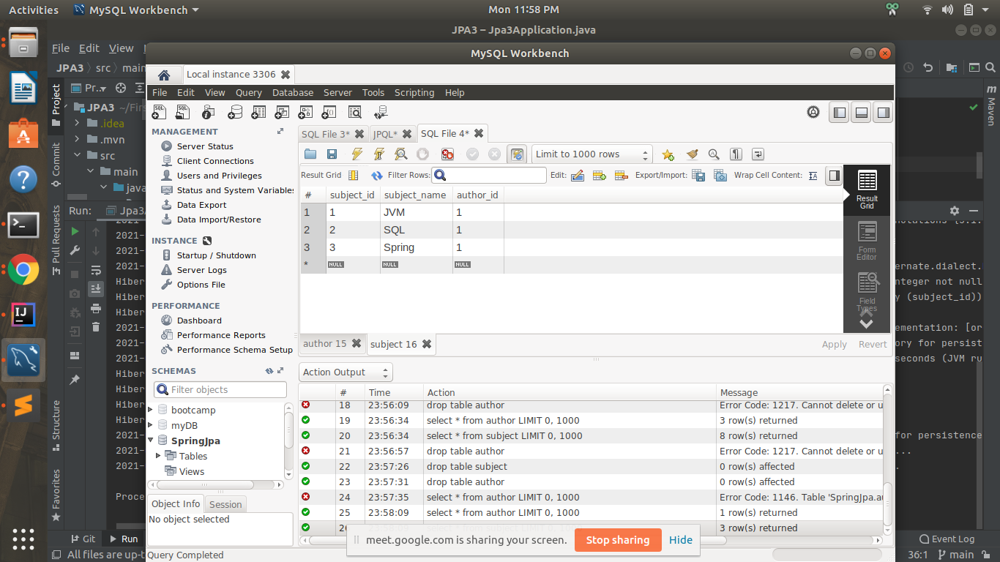 Activities
MySQL Workbench
Mon 11:58 PM
JPA3 – Jpa3Application.java
File Edit View
MySQL Workbench
JPA3 src main
Local instance 3306
File Edit View Query Database Server Tools Scripting Help
Project
Commit
Pull Requests
Structure
Favorites
Maven
Pr...
JPA3 ~/Firs
.idea
.mvn
src
main
java
Run: Jpa3
MANAGEMENT
Server Status
Client Connections
Users and Privileges
Status and System Variables
Data Export
Data Import/Restore
INSTANCE
Startup / Shutdown
Server Logs
Options File
PERFORMANCE
Dashboard
Performance Reports
Performance Schema Setup
SCHEMAS
Filter objects
bootcamp
myDB
SpringJpa
Tables
Views
Object Info Session
No object selected
Query Completed
SQL File 3* JPQL* SQL File 4*
Limit to 1000 rows
Result Grid Filter Rows: Edit: Export/Import: Wrap Cell Content:
# subject_id subject_name author_id
1 1 JVM 1
2 2 SQL 1
3 3 Spring 1
* NULL NULL NULL
Result
Grid
Form
Editor
Field
Types
author 15 subject 16
Apply Revert
Action Output
# Time Action Message
18 23:56:09 drop table author Error Code: 1217. Cannot delete or u
19 23:56:34 select * from author LIMIT 0, 1000 3 row(s) returned
20 23:56:34 select * from subject LIMIT 0, 1000 8 row(s) returned
21 23:56:57 drop table author Error Code: 1217. Cannot delete or u
22 23:57:26 drop table subject 0 row(s) affected
23 23:57:31 drop table author 0 row(s) affected
24 23:57:35 select * from author LIMIT 0, 1000 Error Code: 1146. Table 'SpringJpa.au
25 23:58:09 select * from author LIMIT 0, 1000 1 row(s) returned
3 row(s) returned
meet.google.com is sharing your screen. Stop sharing Hide
2021-
2021-
2021-
2021-
Hiber
Hiber
Hiber
2021-
2021-
2021-
Hiber
Hiber
Hiber
Hiber
2021-
2021-
2021-
Proce
ernate.dialect.
nteger not null
y (subject_id))
ementation: [or
ory for persist
seconds (JVM ru
for persistence
...
Git Run
Event Log
All files are up-t
36:1 main